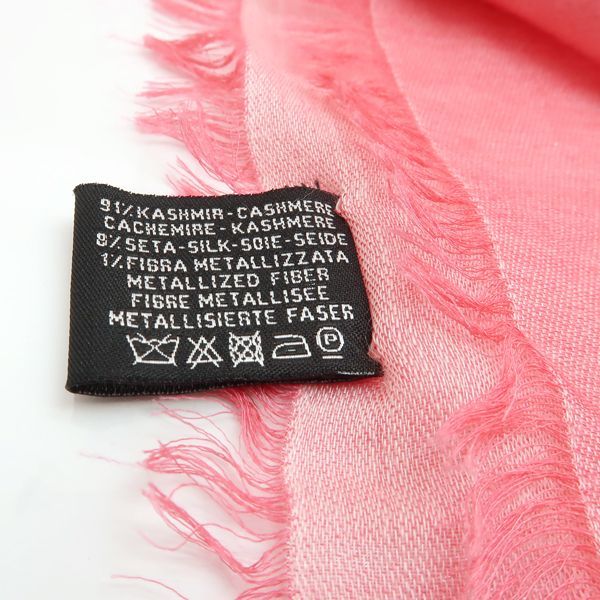 91%KASHMIR-CASHMERE
CACHEMIRE-KASHMERE
8%SETA-SILK-SOIE-SEIDE
1%FIBRA METALLIZZATA
METALLIZED FIBER
FIBRE METALLISEE
METALLISIERTE FASER
P